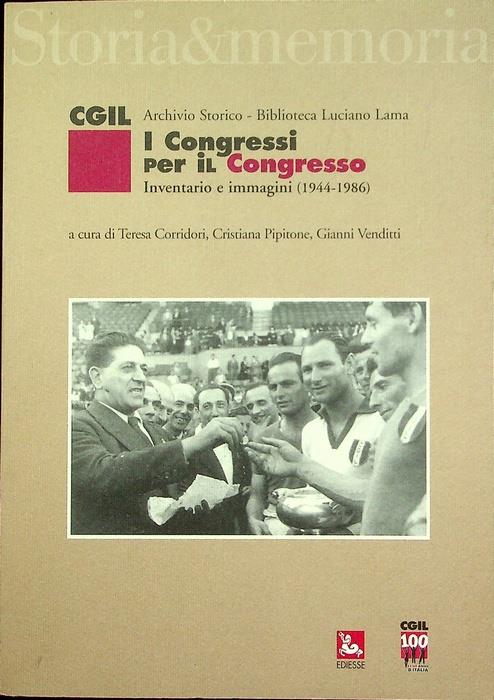 Storia&memoria
CGIL
Archivio Storico - Biblioteca Luciano Lama
I Congressi
per il Congresso
Inventario e immagini (1944-1986)
a cura di Teresa Corridori, Cristiana Pipitone, Gianni Venditti
EDIESSE
CGIL
100
D'ITALIA